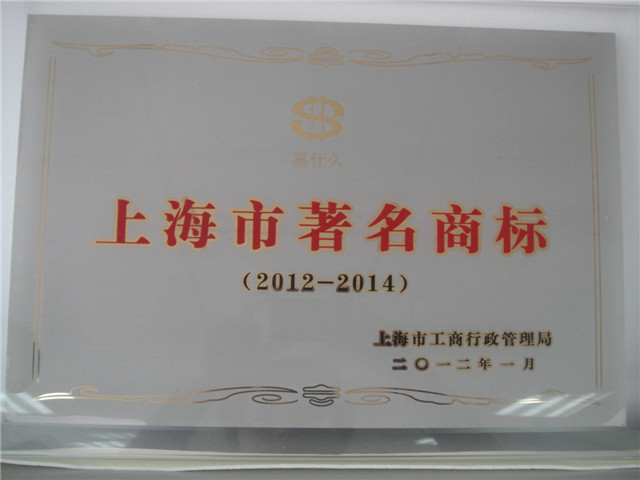 嘉仕久
上海市著名商标
(2012-2014)
上海市工商行政管理局
二〇一二年一月